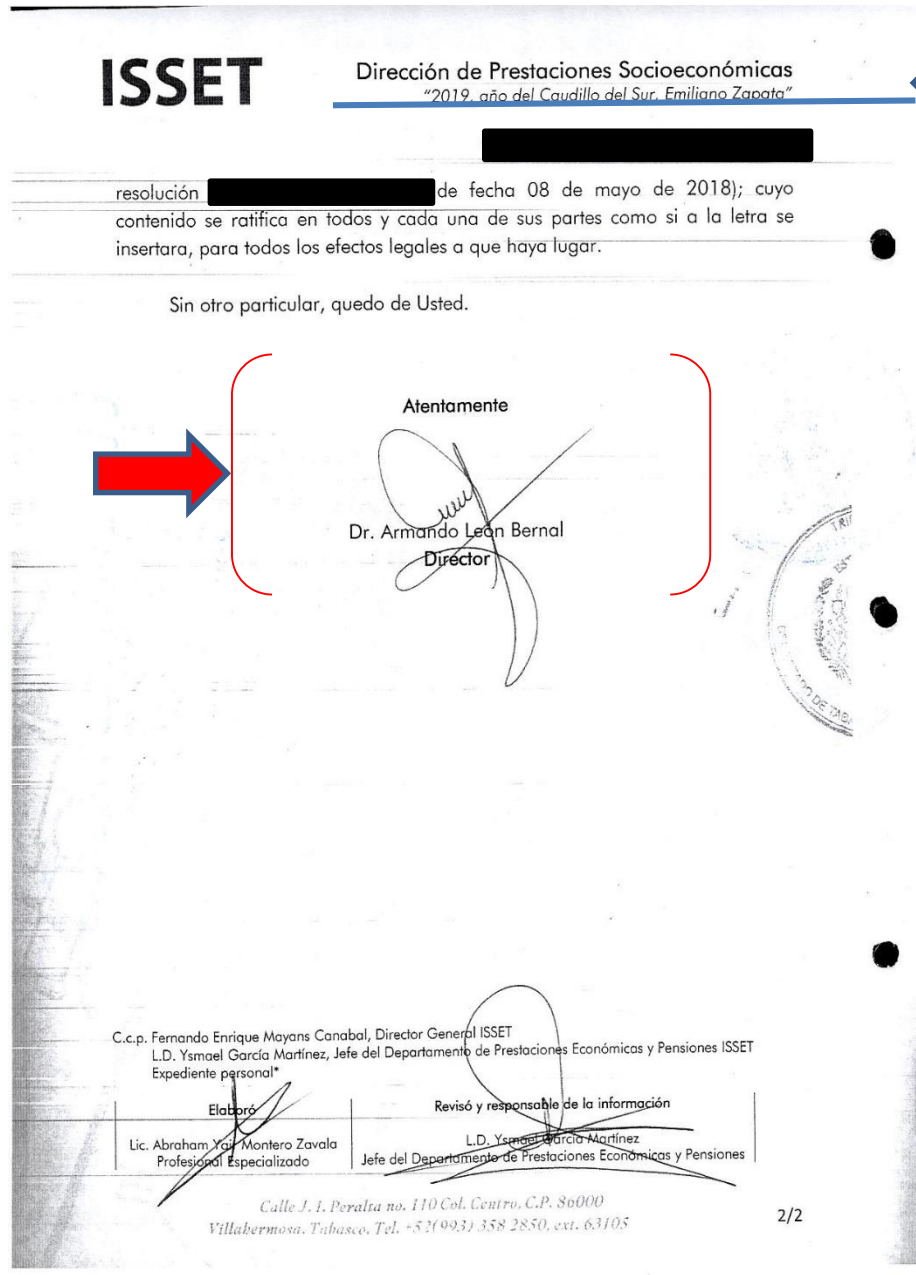 ISSET
Dirección de Prestaciones Socioeconómicas
"2019, año del Caudillo del Sur, Emiliano Zapata"
resolución de fecha 08 de mayo de 2018); cuyo
contenido se ratifica en todos y cada una de sus partes como si a la letra se
insertara, para todos los efectos legales a que haya lugar.
Sin otro particular, quedo de Usted.
Atentamente
Dr. Armando León Bernal
Director
C.c.p. Fernando Enrique Mayans Canabal, Director General ISSET
L.D. Ysmael García Martínez, Jefe del Departamento de Prestaciones Económicas y Pensiones ISSET
Expediente personal*
Elaboró
Lic. Abraham Yair Montero Zavala
Profesional Especializado
Revisó y responsable de la información
L.D. Ysmael García Martínez
Jefe del Departamento de Prestaciones Económicas y Pensiones
Calle J. I. Peralta no. 110 Col. Centro, C.P. 86000
Villahermosa, Tabasco, Tel. +52(993) 358 2850, ext. 63105
2/2